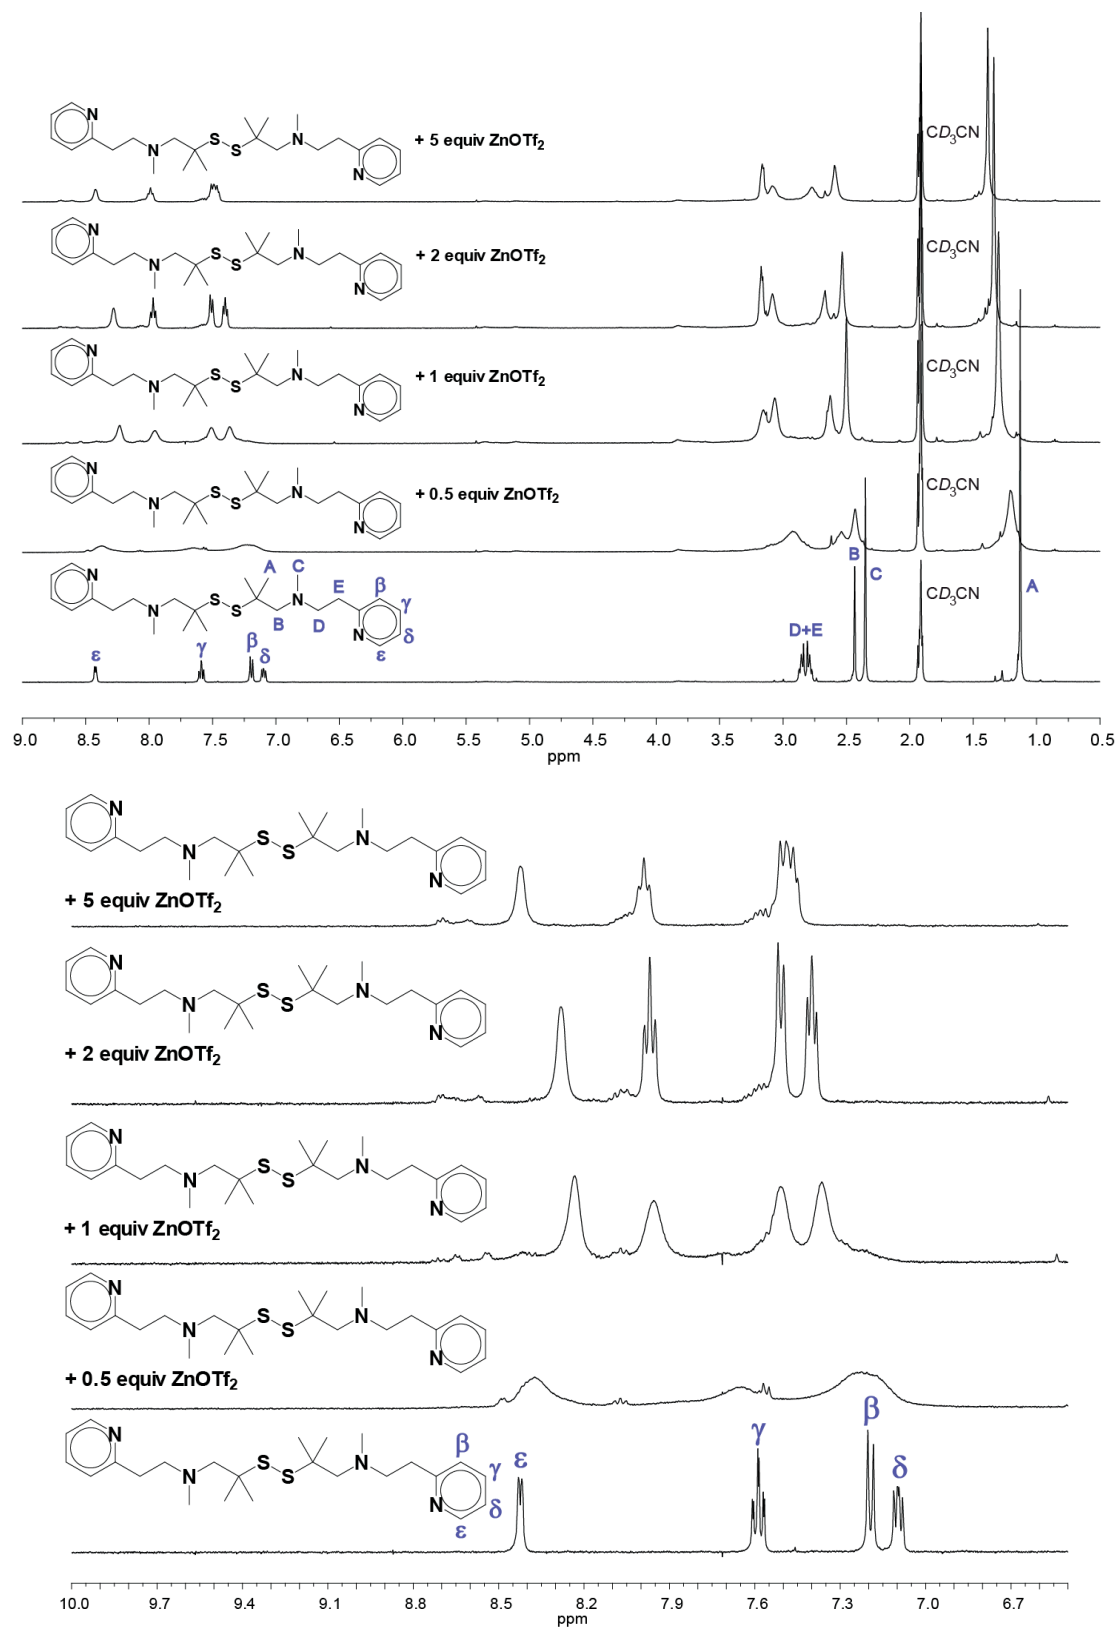 N
N
S
S
N
N
+ 5 equiv ZnOTf2
CD3CN
N
N
S
S
N
N
+ 2 equiv ZnOTf2
CD3CN
N
N
S
S
N
N
+ 1 equiv ZnOTf2
CD3CN
N
N
S
S
N
N
+ 0.5 equiv ZnOTf2
CD3CN
N
N
S
S
N
N
A C E β γ δ ε B D
ε γ β δ D+E B C A
CD3CN
9.0 8.5 8.0 7.5 7.0 6.5 6.0 5.5 5.0 4.5 4.0 3.5 3.0 2.5 2.0 1.5 1.0 0.5
ppm
N
N
S
S
N
N
+ 5 equiv ZnOTf2
N
N
S
S
N
N
+ 2 equiv ZnOTf2
N
N
S
S
N
N
+ 1 equiv ZnOTf2
N
N
S
S
N
N
+ 0.5 equiv ZnOTf2
N
N
S
S
N
N
β γ δ ε
ε γ β δ
10.0 9.7 9.4 9.1 8.8 8.5 8.2 7.9 7.6 7.3 7.0 6.7
ppm